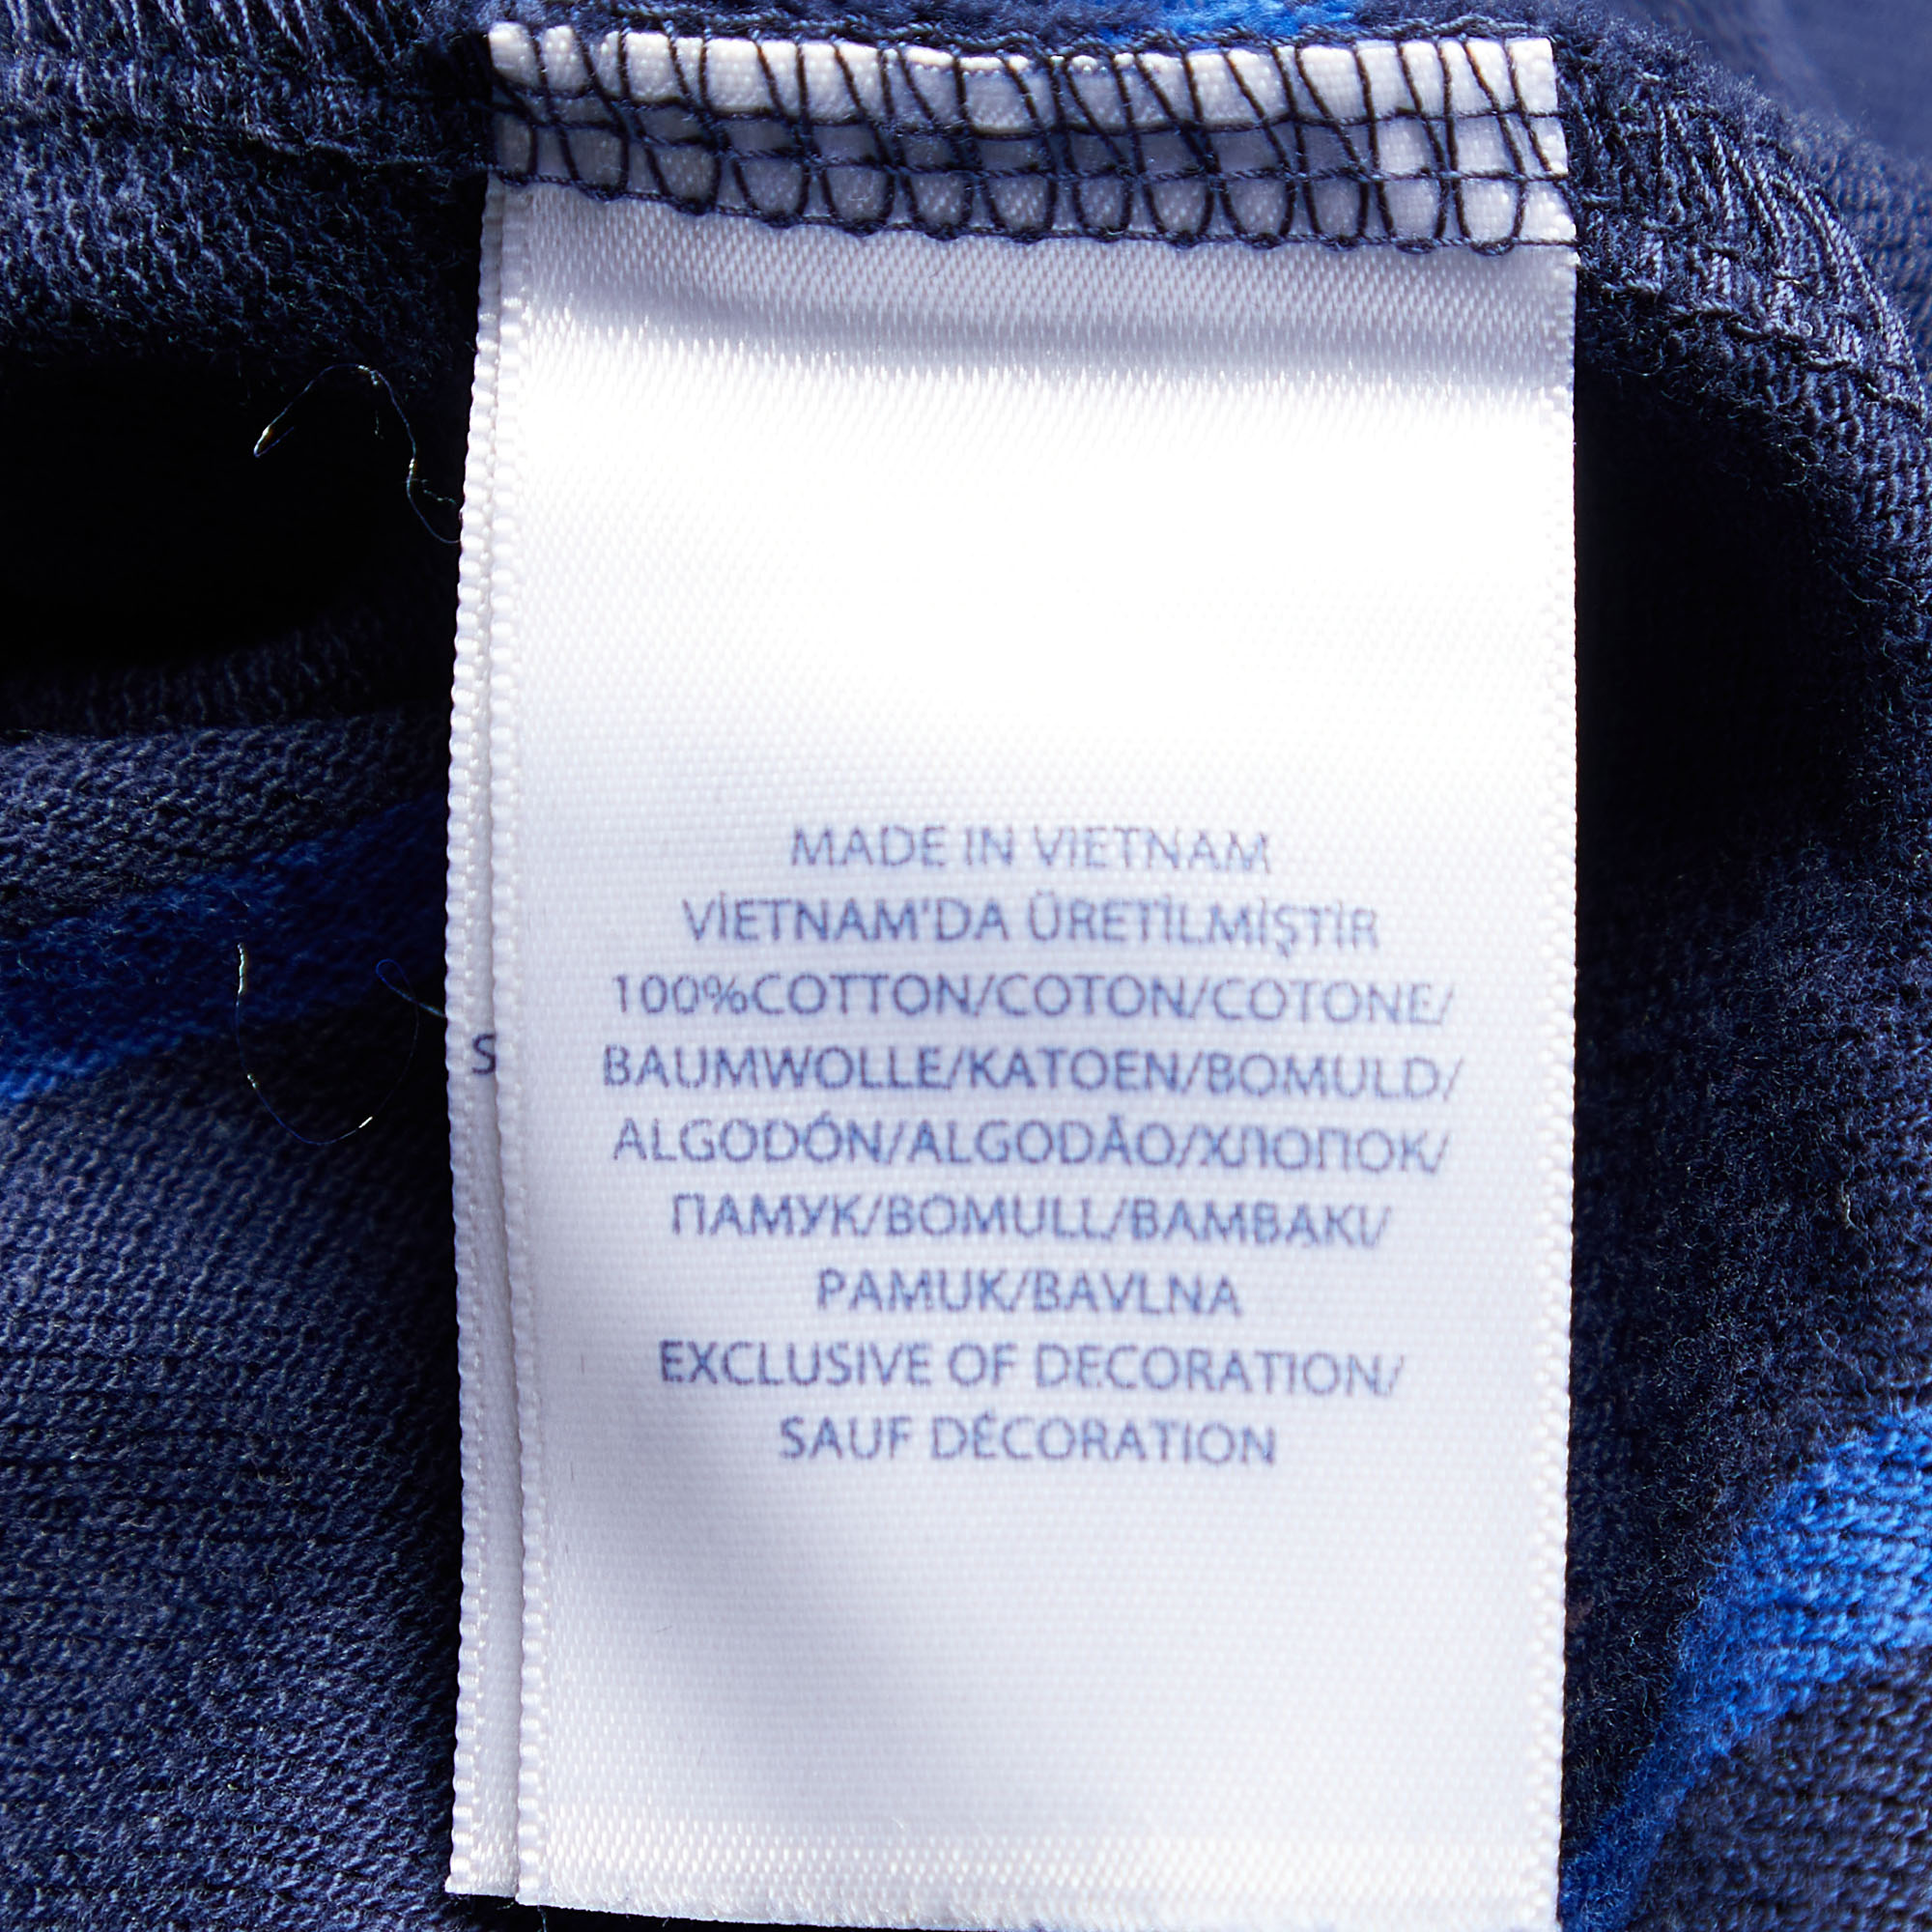 MADE IN VIETNAM
VİETNAM'DA ÜRETİLMİŞTİR
100%COTTON/COTON/COTONE/
BAUMWOLLE/KATOEN/BOMULD/
ALGODÓN/ALGODÃO/ХЛОПОК/
ПАМУК/BOMULL/BAMBAKI/
PAMUK/BAVLNA
EXCLUSIVE OF DECORATION/
SAUF DÉCORATION